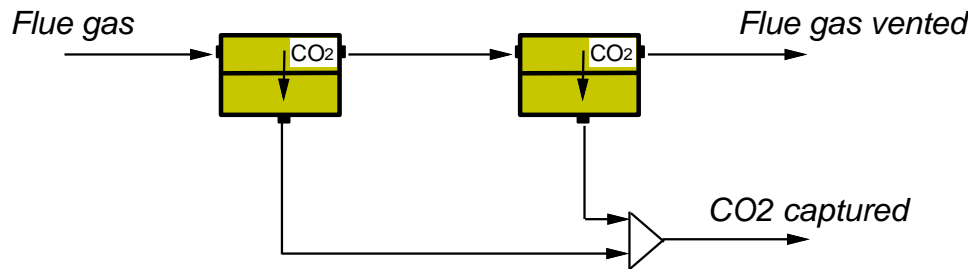 Flue gas
Flue gas vented
CO2
CO2
CO2 captured